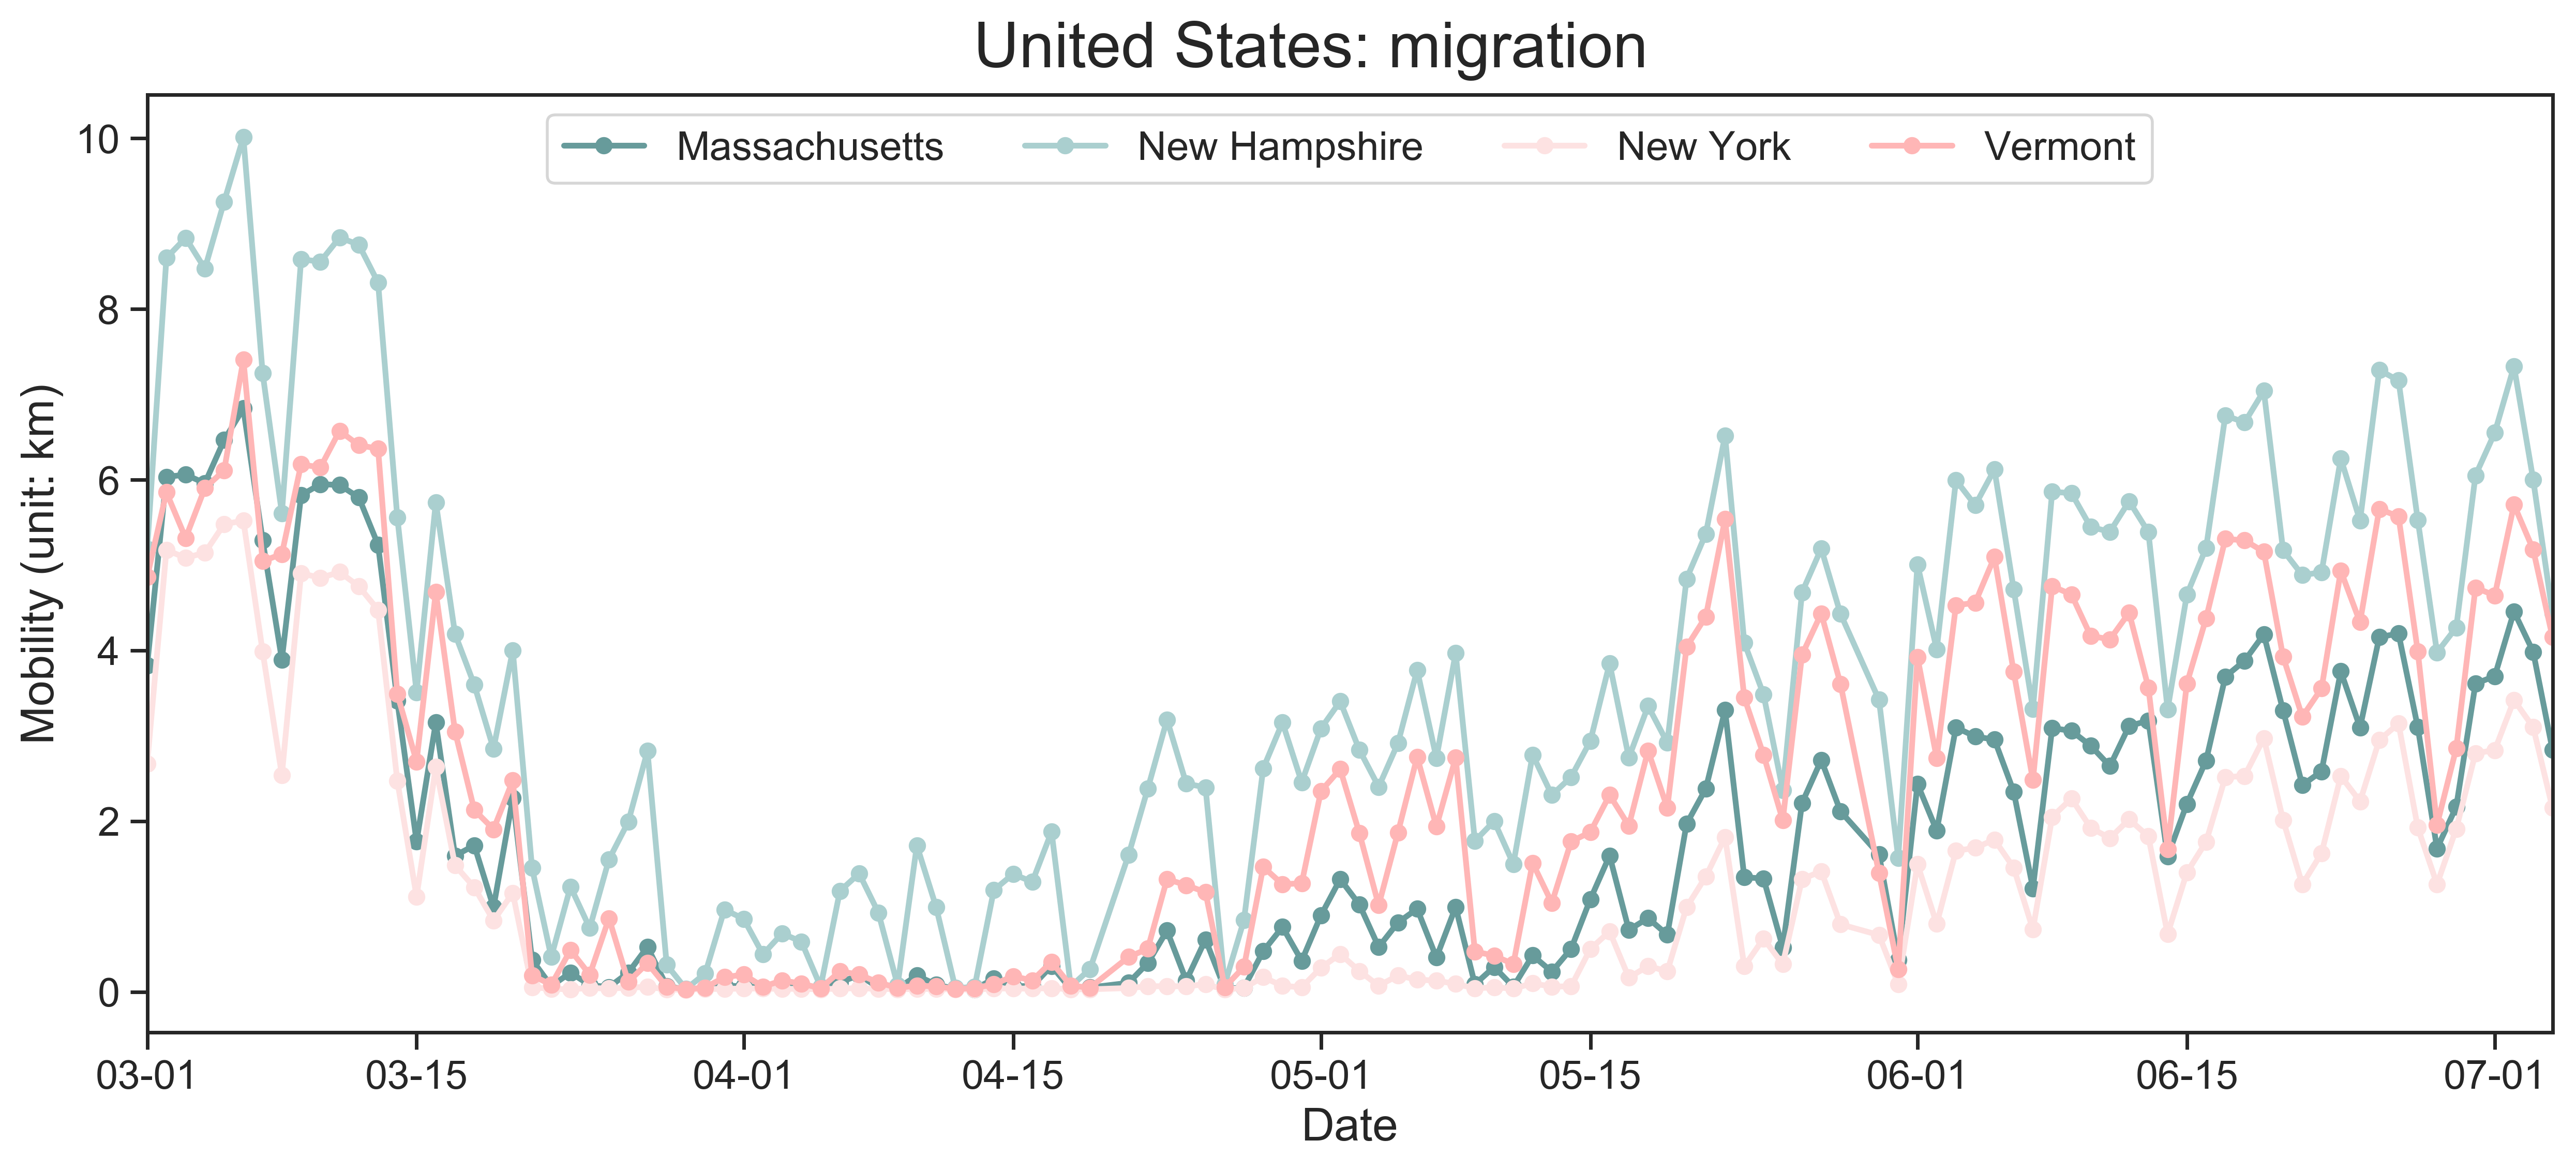 United States: migration
Massachusetts New Hampshire New York Vermont
Mobility (unit: km)
10
8
6
4
2
0
03-01 03-15 04-01 04-15 05-01 05-15 06-01 06-15 07-01
Date